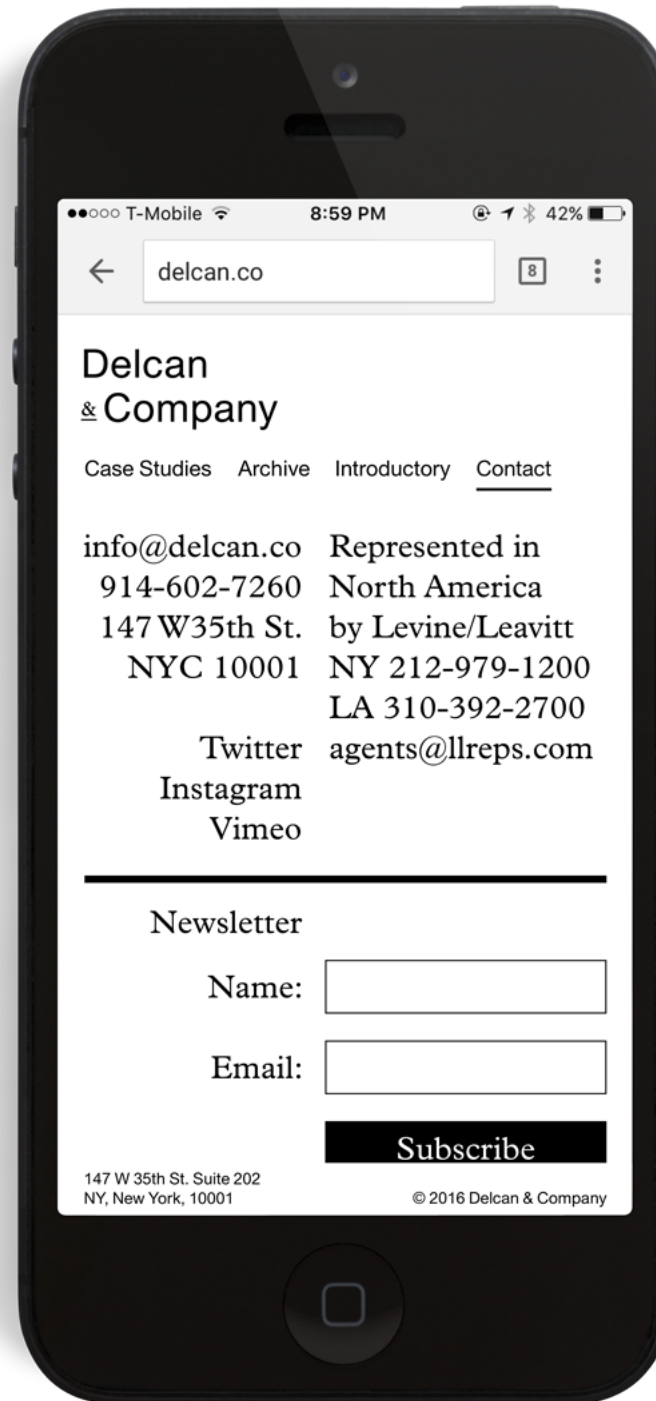 T-Mobile 8:59 PM 42%
delcan.co 8
Delcan
& Company
Case Studies Archive Introductory Contact
info@delcan.co
914-602-7260
147 W35th St.
NYC 10001
Twitter
Instagram
Vimeo
Represented in
North America
by Levine/Leavitt
NY 212-979-1200
LA 310-392-2700
agents@llreps.com
Newsletter
Name:
Email:
Subscribe
147 W 35th St. Suite 202
NY, New York, 10001
© 2016 Delcan & Company